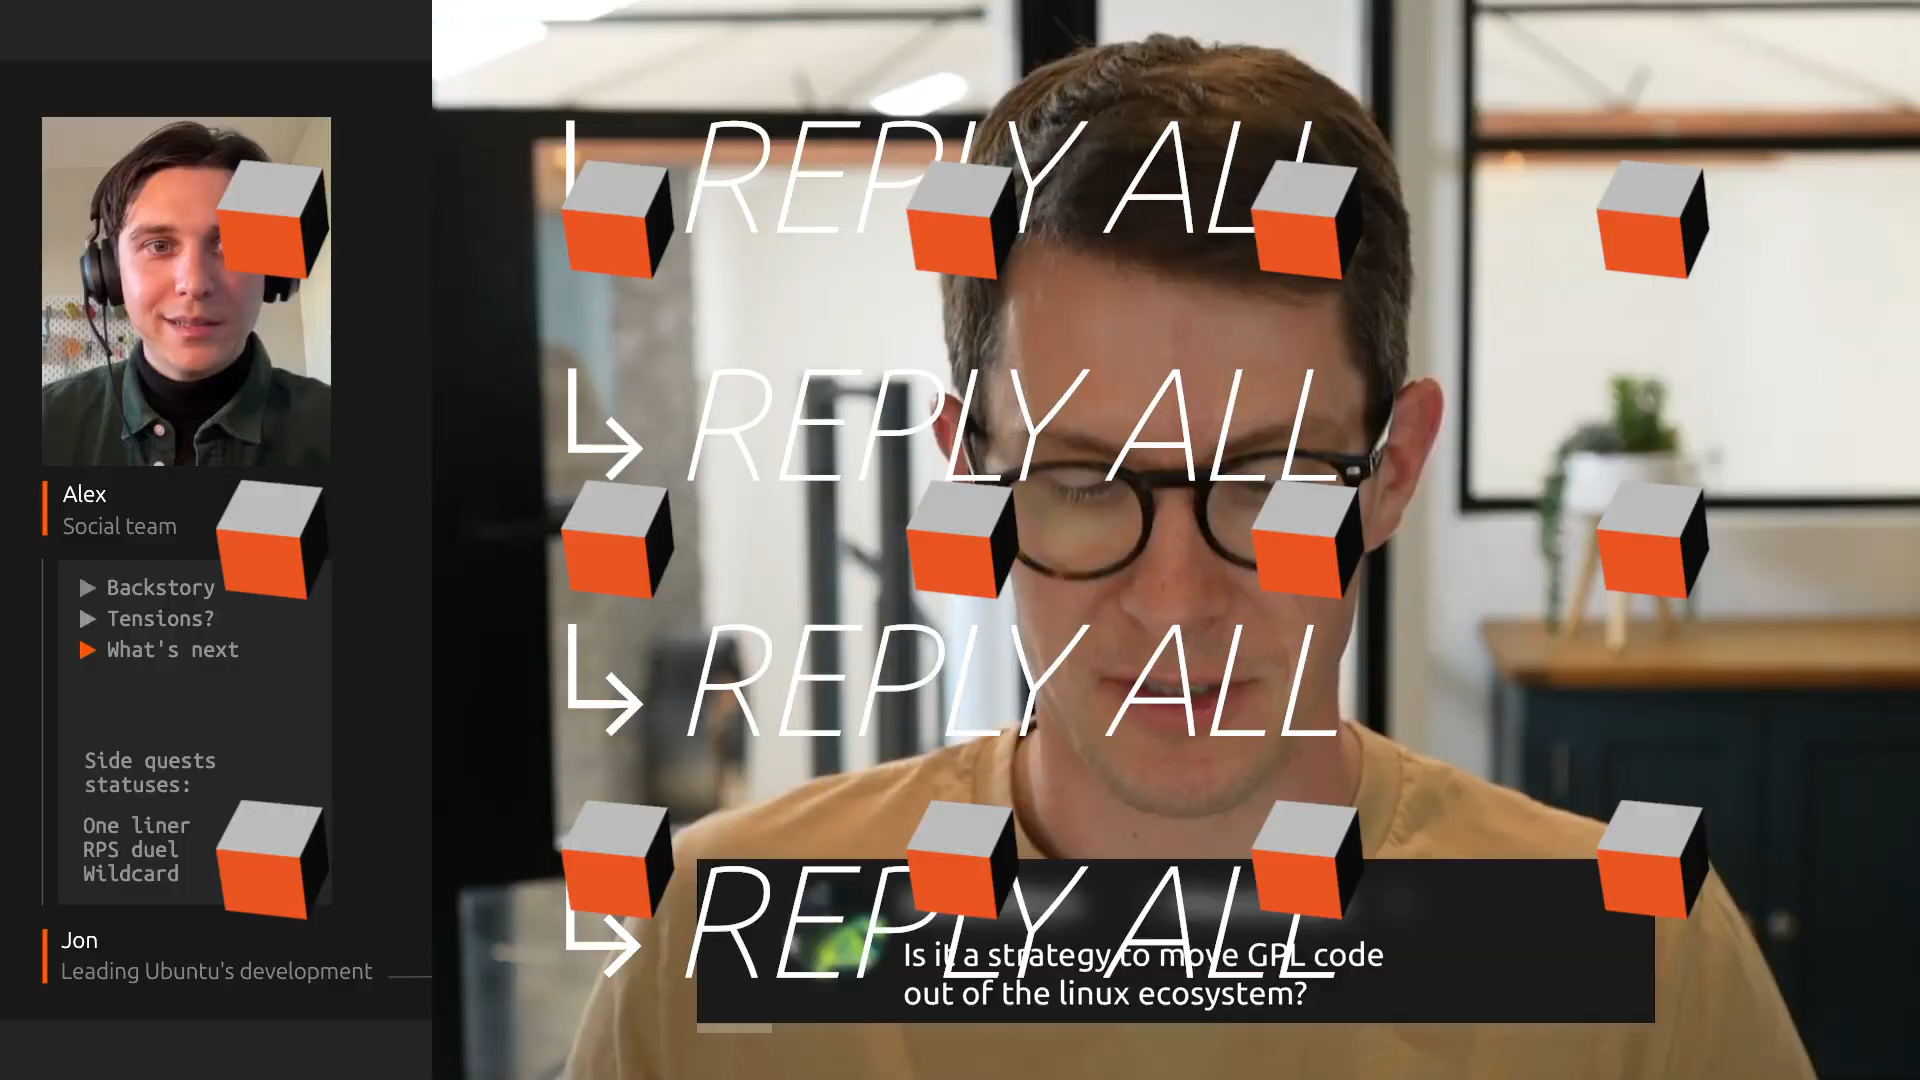 Alex
Social team
Backstory
Tensions?
What's next
Side quests
statuses:
One liner
RPS duel
Wildcard
Jon
Leading Ubuntu's development
↳ REPLY ALL
↳ REPLY ALL
↳ REPLY ALL
↳ REPLY ALL
Is it a strategy to move GPL code
out of the linux ecosystem?